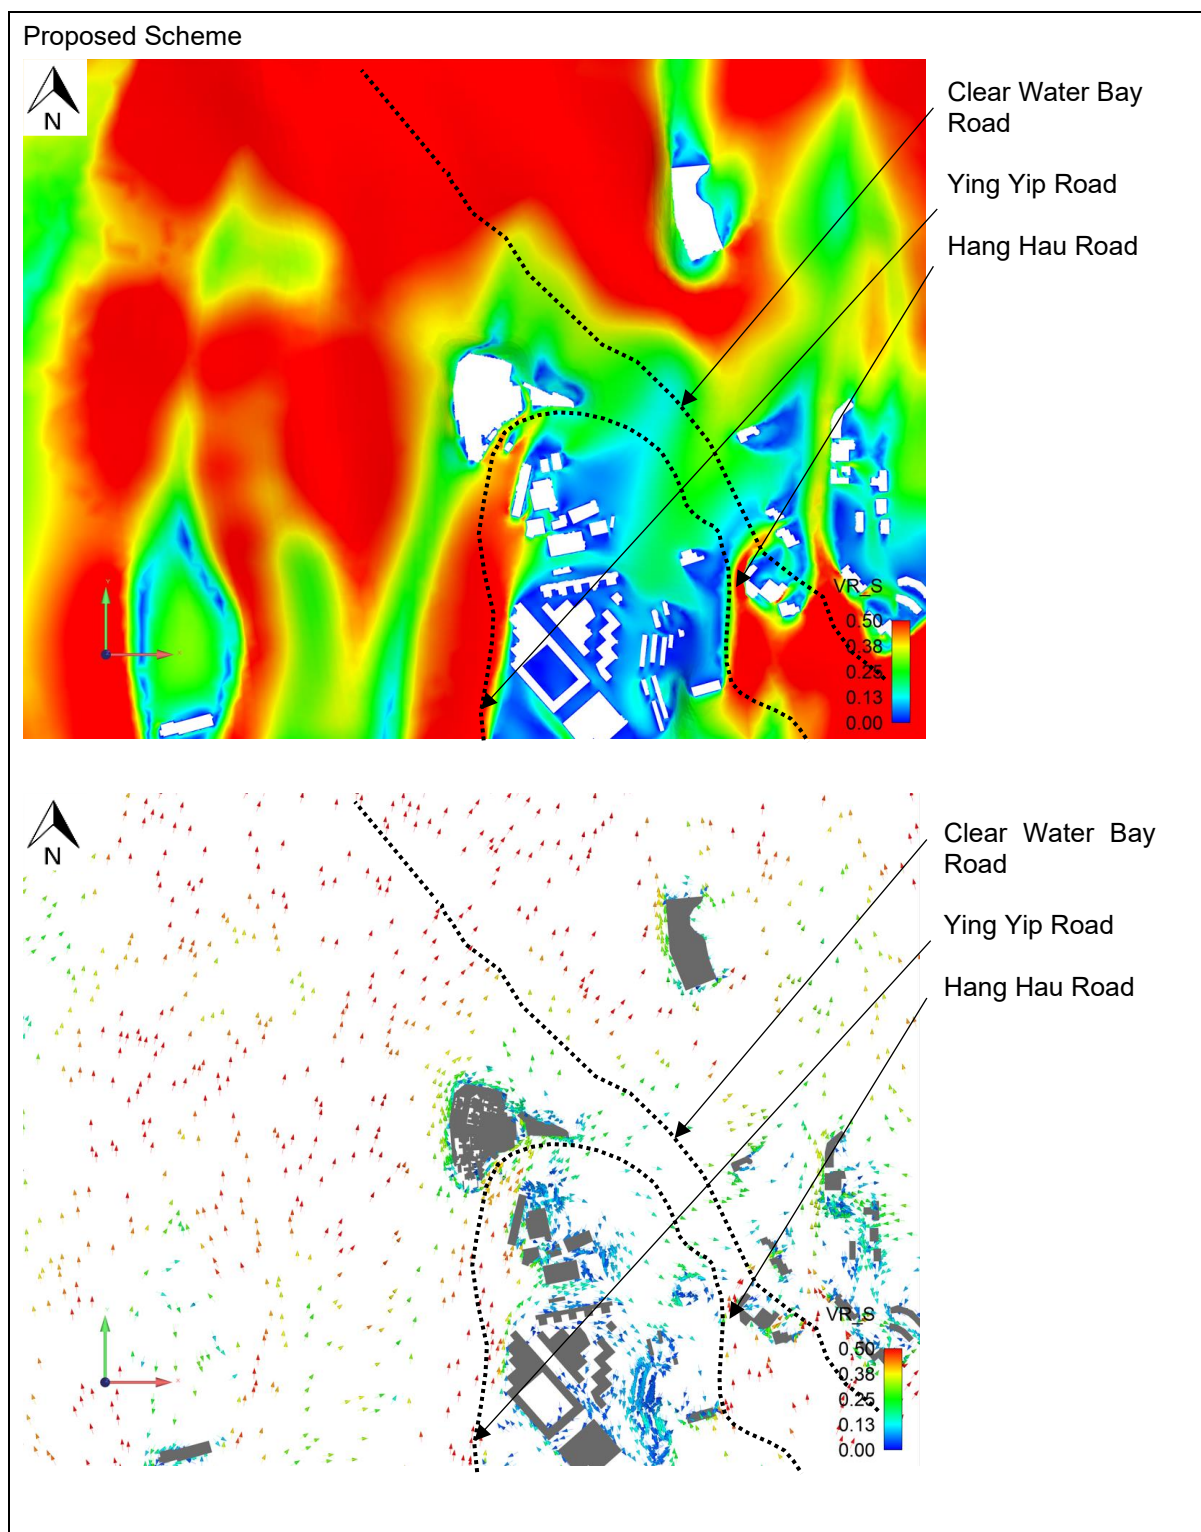 Proposed Scheme
N
Clear Water Bay
Road
Ying Yip Road
Hang Hau Road
VR_S
0.50
0.38
0.25
0.13
0.00
N
Clear Water Bay
Road
Ying Yip Road
Hang Hau Road
VR_S
0.50
0.38
0.25
0.13
0.00